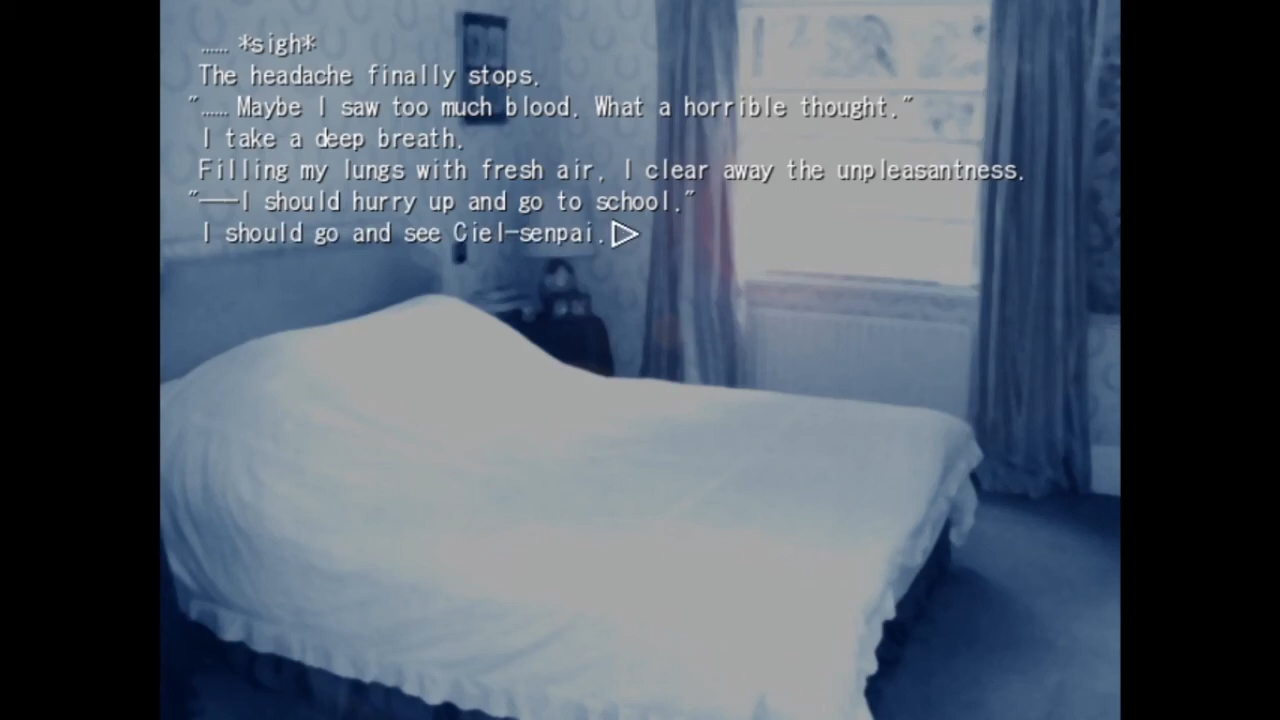 …… *sigh*
The headache finally stops.
"…… Maybe I saw too much blood. What a horrible thought."
I take a deep breath.
Filling my lungs with fresh air, I clear away the unpleasantness.
"――I should hurry up and go to school."
I should go and see Ciel-senpai.